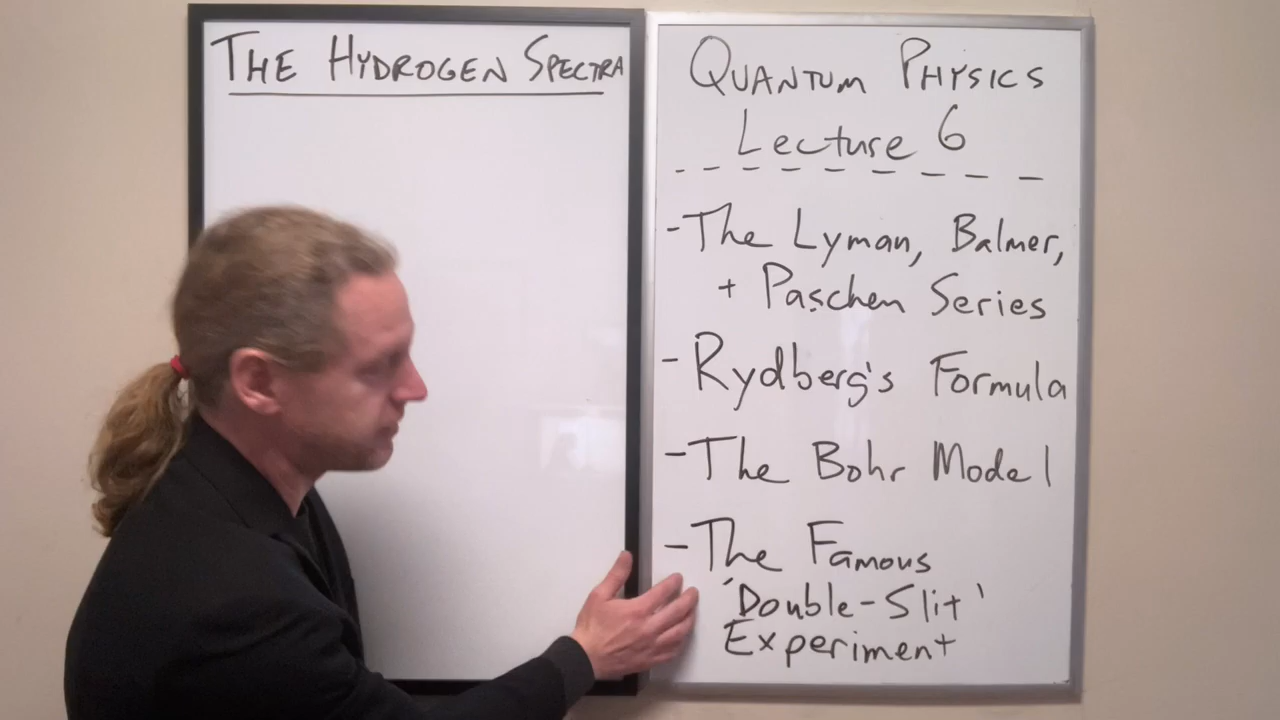 THE HYDROGEN SPECTRA
QUANTUM PHYSICS
Lecture 6
- The Lyman, Balmer,
+ Paschen Series
- Rydberg's Formula
- The Bohr Model
- The Famous
'Double-Slit'
Experiment